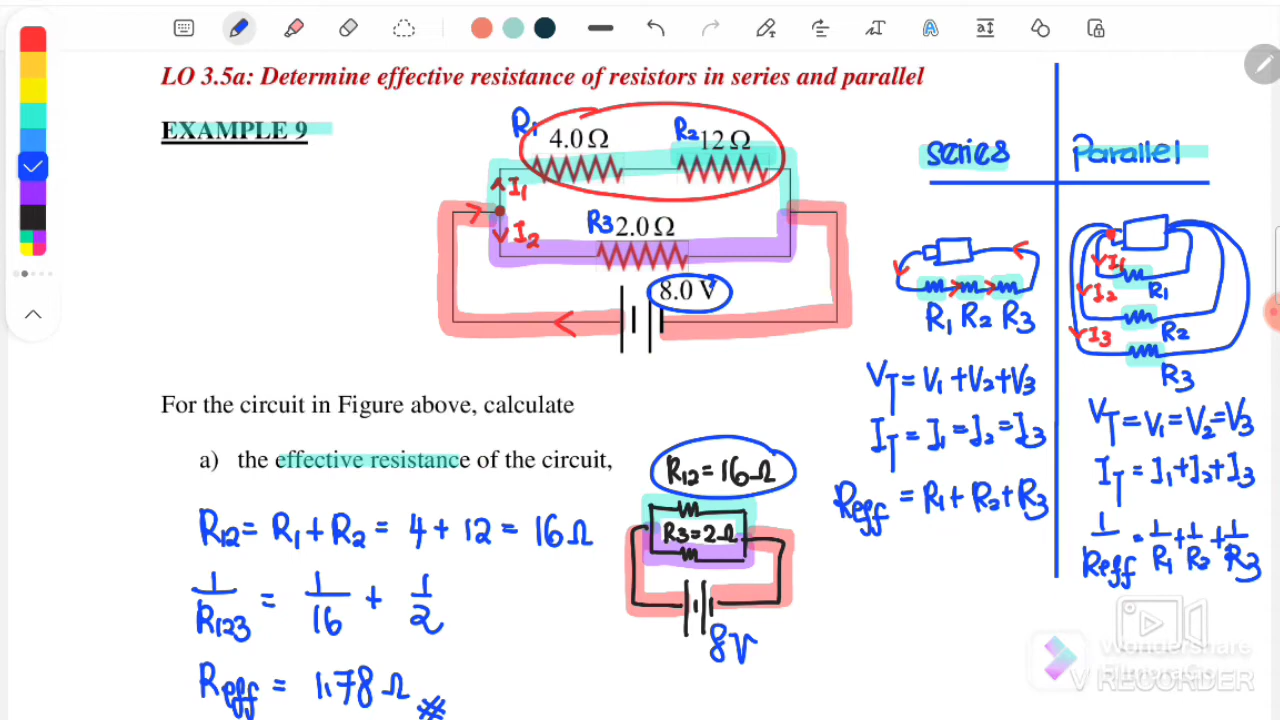 LO 3.5a: Determine effective resistance of resistors in series and parallel
EXAMPLE 9
R1 4.0 Ω R2 12 Ω
I1
I2
R3 2.0 Ω
8.0 V
For the circuit in Figure above, calculate
a) the effective resistance of the circuit,
R12 = R1 + R2 = 4 + 12 = 16 Ω
1/R123 = 1/16 + 1/2
Reff = 1.78 Ω
R12 = 16 Ω
R3 = 2 Ω
8V
series
R1 R2 R3
VT = V1 + V2 + V3
IT = I1 = I2 = I3
Reff = R1 + R2 + R3
Parallel
I1
R1
I2
R2
I3
R3
VT = V1 = V2 = V3
IT = I1 + I2 + I3
1/Reff = 1/R1 + 1/R2 + 1/R3
Wondershare
Filmora
V RECORDER